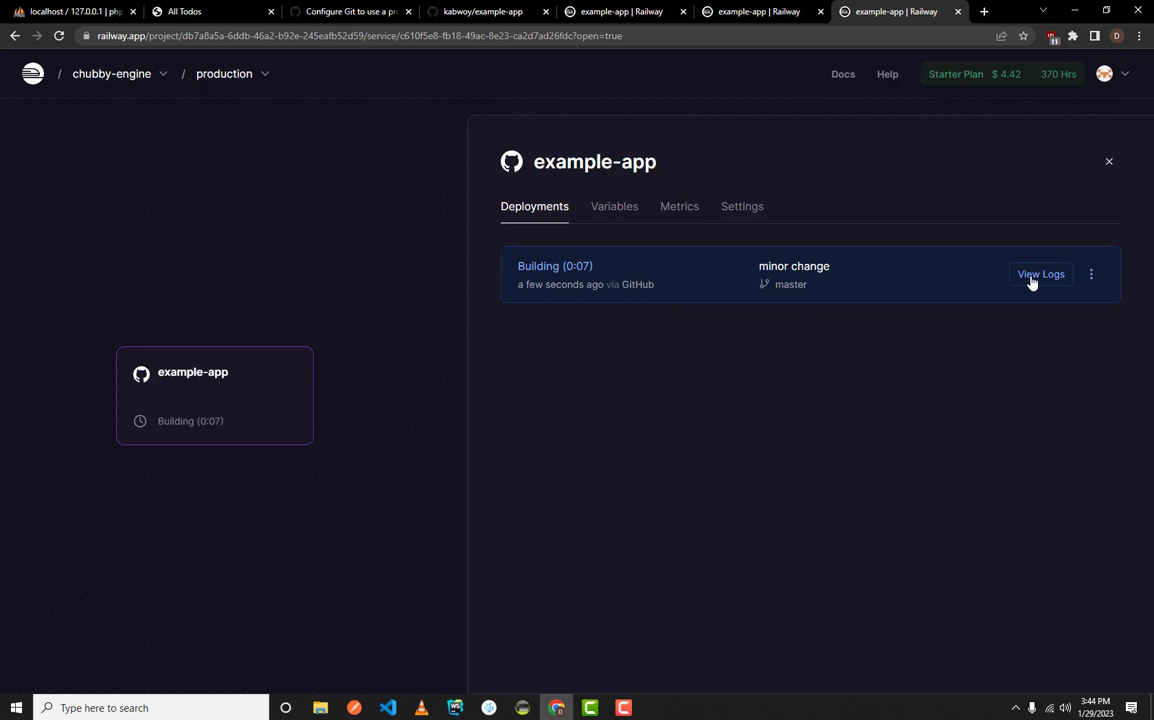 localhost / 127.0.0.1 | php
All Todos
Configure Git to use a pro
kabwoy/example-app
example-app | Railway
example-app | Railway
example-app | Railway
railway.app/project/db7a8a5a-6ddb-46a2-b92e-245eafb52d59/service/c610f5e8-fb18-49ac-8e23-ca2d7ad26fdc?open=true
11
D
/ chubby-engine / production
Docs Help Starter Plan $ 4.42 370 Hrs
example-app
Deployments Variables Metrics Settings
Building (0:07)
a few seconds ago via GitHub
minor change
master
View Logs
example-app
Building (0:07)
Type here to search
WS
3:44 PM
1/29/2023